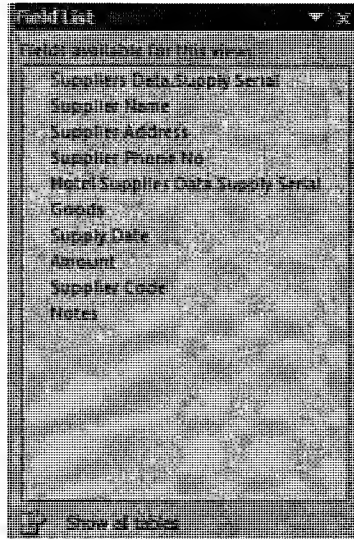 Field List
Fields available for this view:
Suppliers Data.Supply Serial
Supplier Name
Supplier Address
Supplier Phone No
Hotel Supplies Data.Supply Serial
Goods
Supply Date
Amount
Supplier Code
Notes
Show all tables